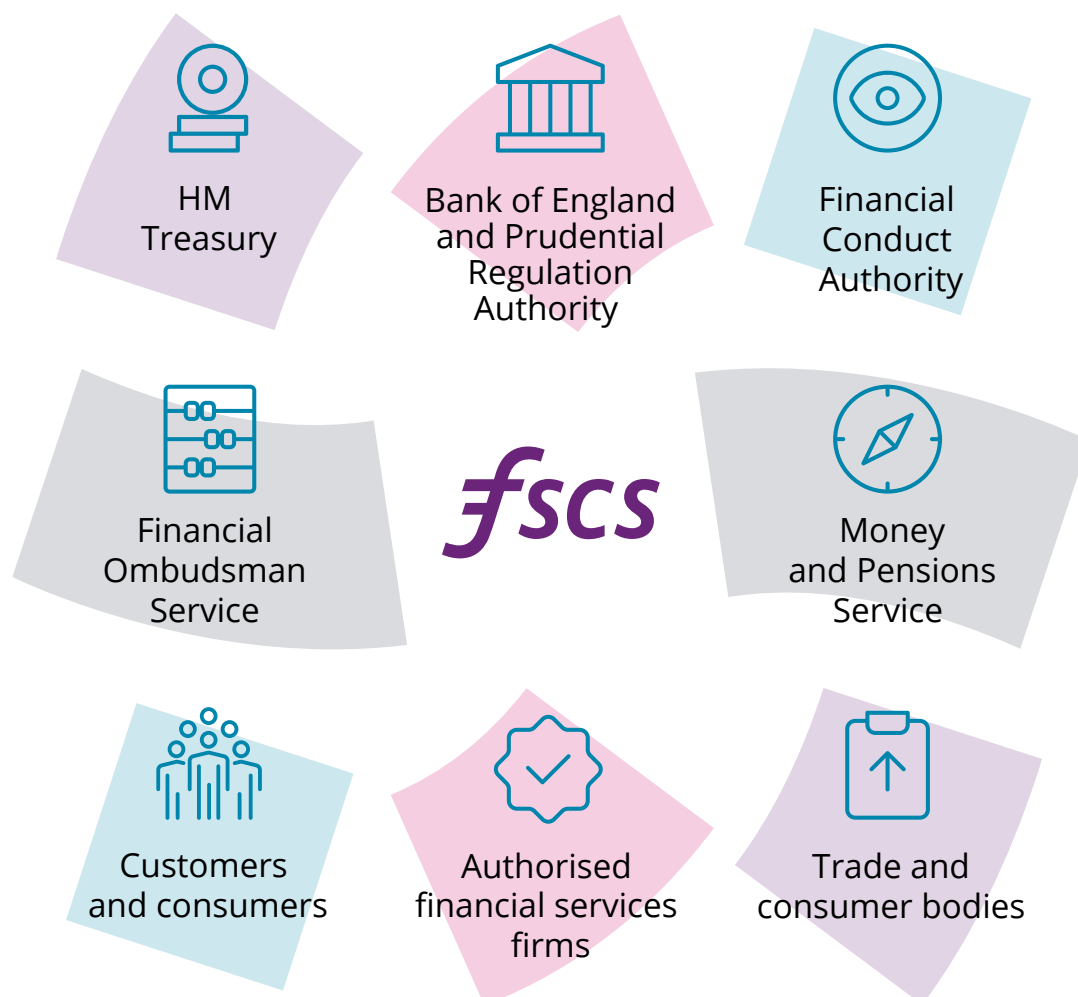 HM
Treasury
Bank of England
and Prudential
Regulation
Authority
Financial
Conduct
Authority
Financial
Ombudsman
Service
fscs
Money
and Pensions
Service
Customers
and consumers
Authorised
financial services
firms
Trade and
consumer bodies